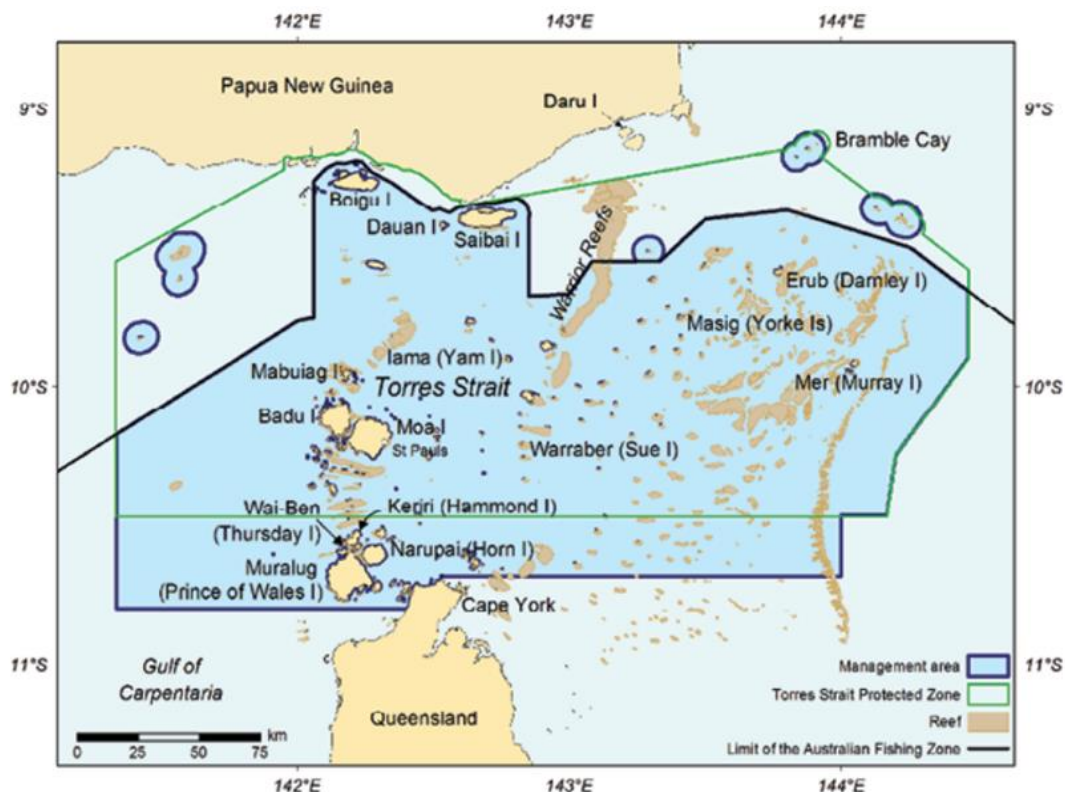 142°E
143°E
144°E
9°S
9°S
Papua New Guinea
Daru I
Bramble Cay
Boigu I
Dauan I
Saibai I
Warrior Reefs
Erub (Darnley I)
Masig (Yorke Is)
Iama (Yam I)
Mabuiag I
Torres Strait
10°S
10°S
Mer (Murray I)
Badu I
Moa I
St Pauls
Warraber (Sue I)
Wai-Ben
(Thursday I)
Keriri (Hammond I)
Narupai (Horn I)
Muralug
(Prince of Wales I)
Cape York
11°S
11°S
Gulf of
Carpentaria
Queensland
Management area
Torres Strait Protected Zone
Reef
Limit of the Australian Fishing Zone
km
0 25 50 75
142°E
143°E
144°E